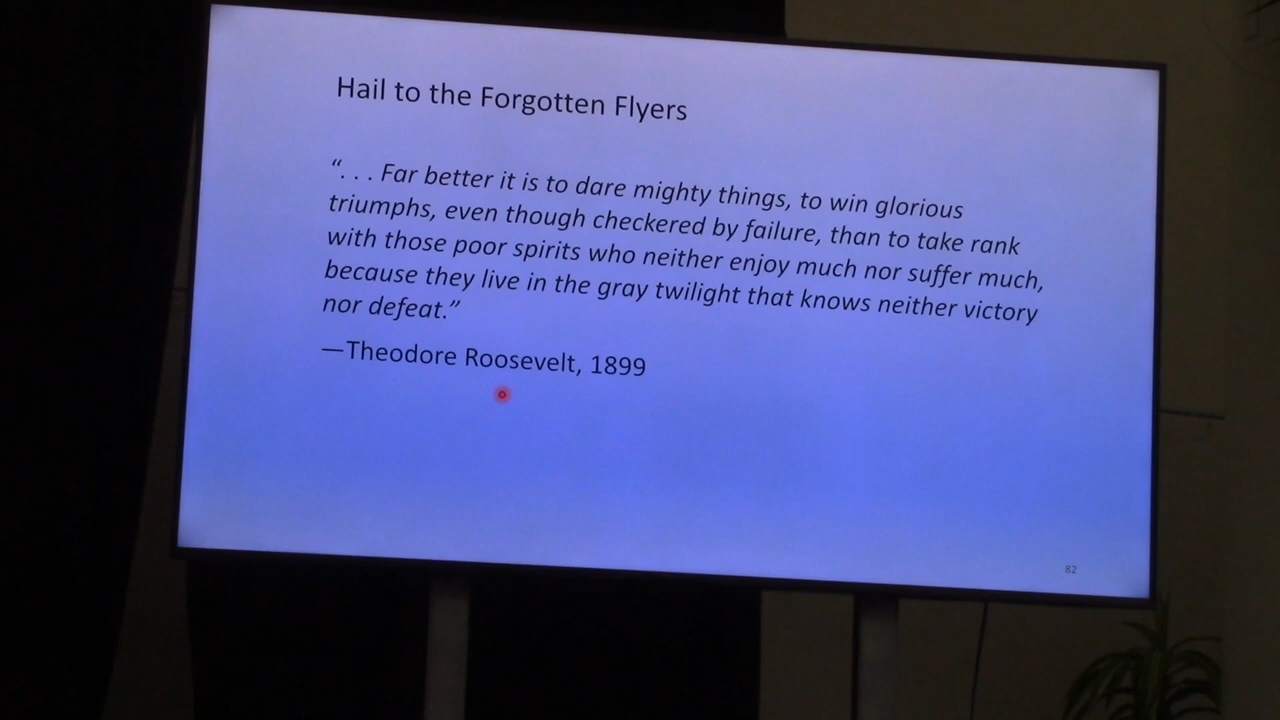 Hail to the Forgotten Flyers
“. . . Far better it is to dare mighty things, to win glorious
triumphs, even though checkered by failure, than to take rank
with those poor spirits who neither enjoy much nor suffer much,
because they live in the gray twilight that knows neither victory
nor defeat.”
—Theodore Roosevelt, 1899
82